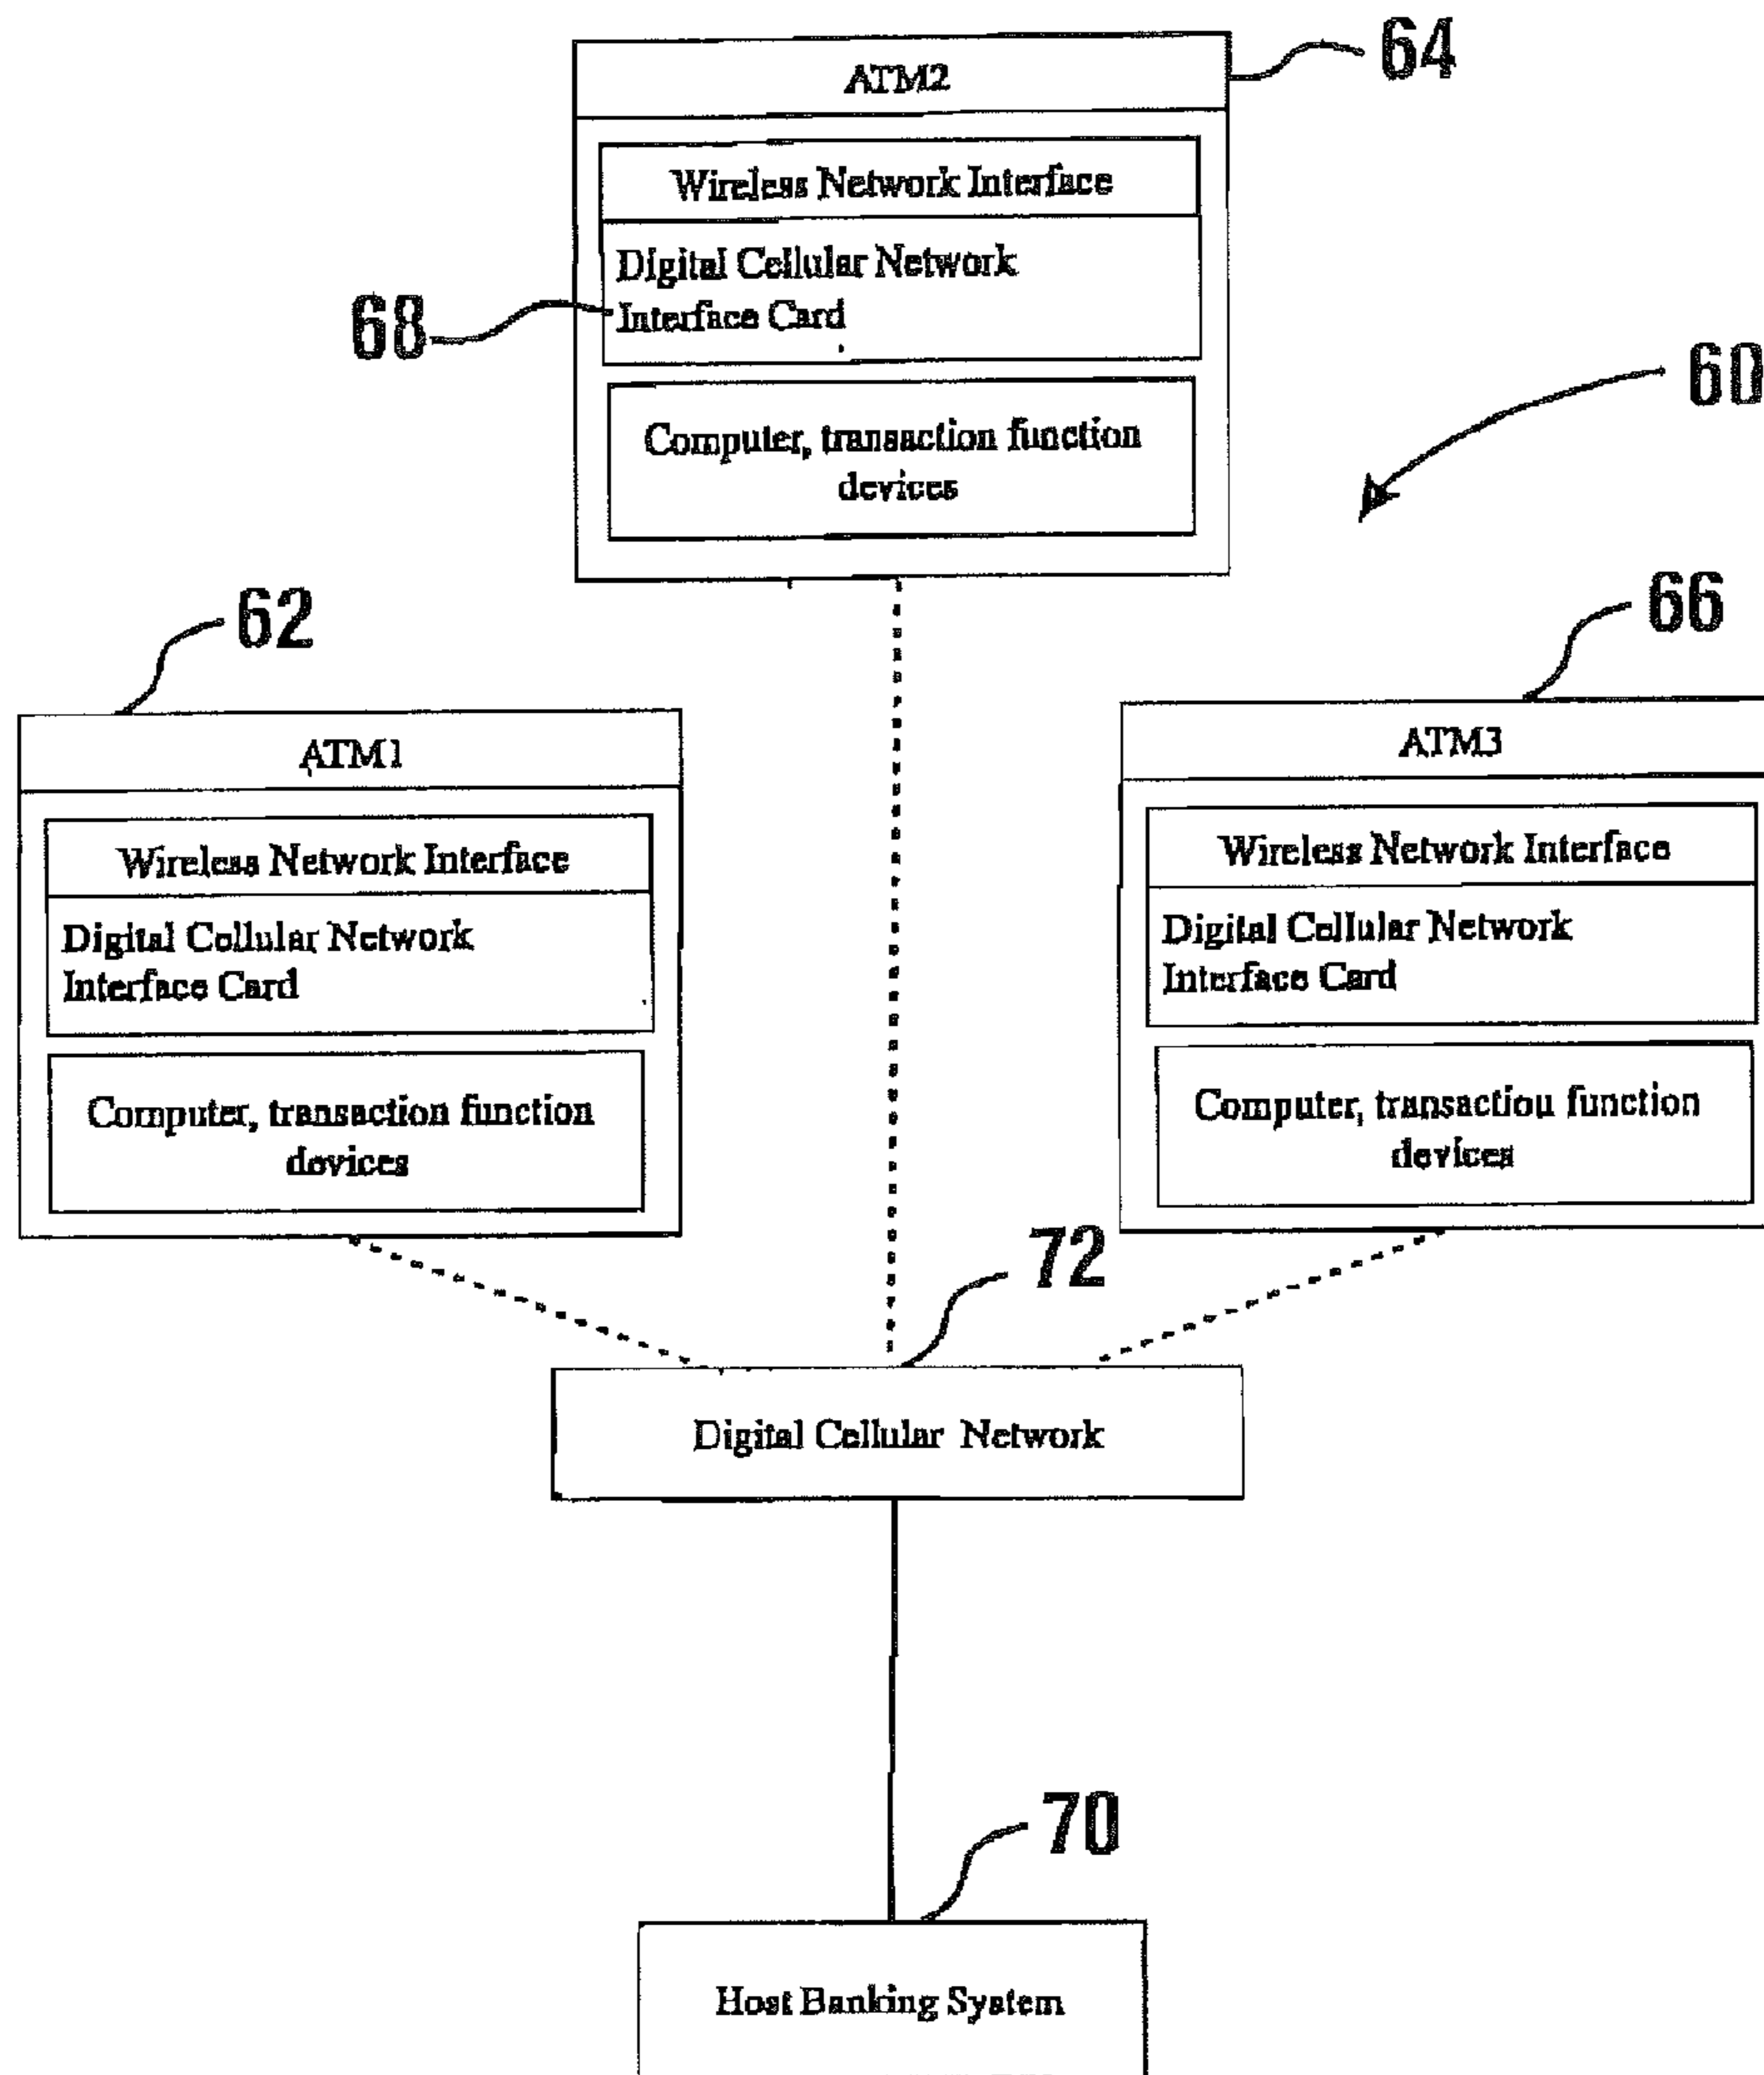 64
ATM2
Wireless Network Interface
Digital Cellular Network
Interface Card
68
60
Computer, transaction function
devices
62
66
ATM1
Wireless Network Interface
Digital Cellular Network
Interface Card
Computer, transaction function
devices
ATM3
Wireless Network Interface
Digital Cellular Network
Interface Card
Computer, transaction function
devices
72
Digital Cellular Network
70
Host Banking System